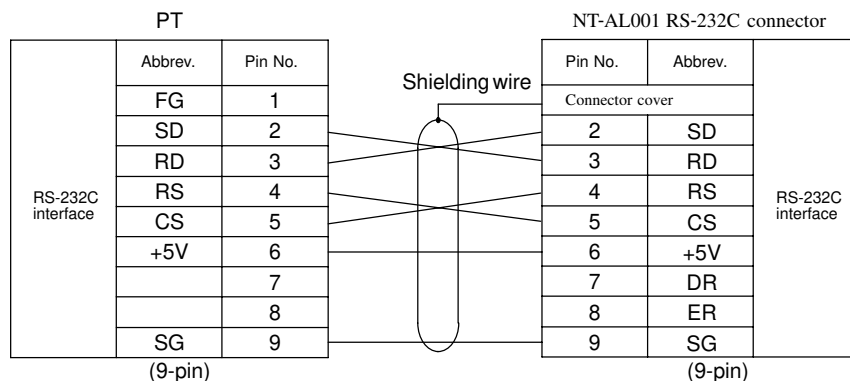 PT
NT-AL001 RS-232C connector
Abbrev. Pin No.
Pin No. Abbrev.
Shielding wire
FG 1
Connector cover
SD 2
2 SD
RD 3
3 RD
RS 4
4 RS
RS-232C
interface
RS-232C
interface
CS 5
5 CS
+5V 6
6 +5V
7
7 DR
8
8 ER
SG 9
9 SG
(9-pin)
(9-pin)